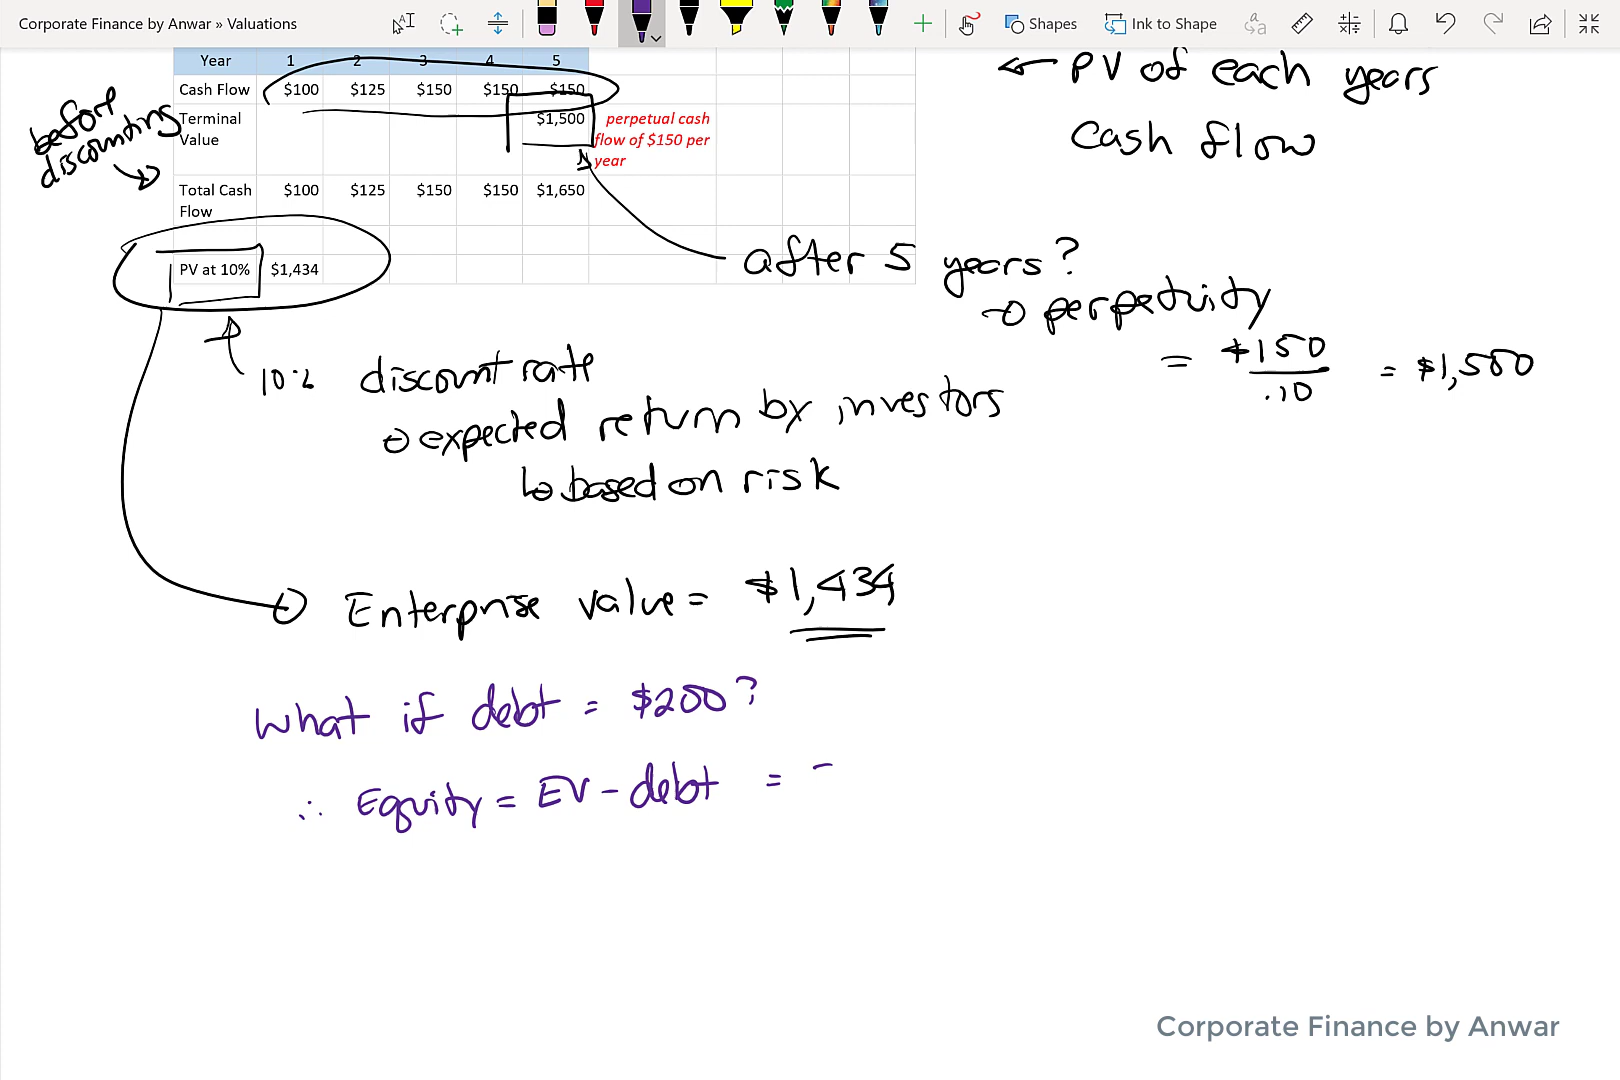 Corporate Finance by Anwar » Valuations
Shapes
Ink to Shape
Year 1 2 3 4 5
Cash Flow $100 $125 $150 $150 $150
Terminal Value $1,500 perpetual cash flow of $150 per year
Total Cash Flow $100 $125 $150 $150 $1,650
PV at 10% $1,434
before discounting
← PV of each years
Cash flow
after 5 years?
→ perpetuity
= $150 / .10 = $1,500
10% discount rate
→ expected return by investors
↳ based on risk
→ Enterprise value = $1,434
What if debt = $200?
∴ Equity = EV - debt =
Corporate Finance by Anwar